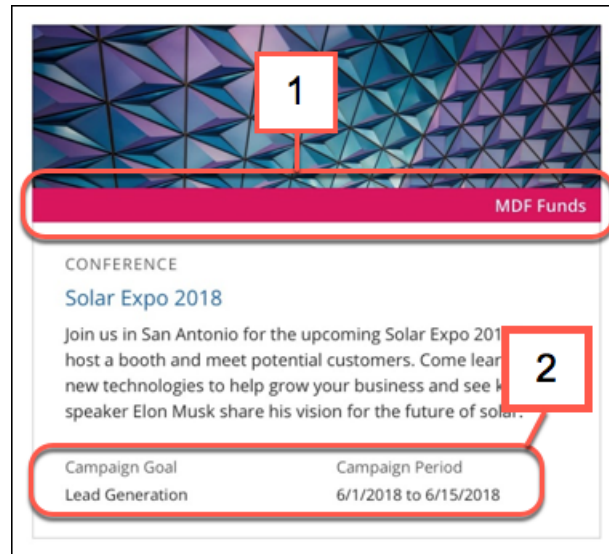 1
MDF Funds
CONFERENCE
Solar Expo 2018
Join us in San Antonio for the upcoming Solar Expo
host a booth and meet potential customers. Come
new technologies to help grow your business and see
speaker Elon Musk share his vision for the future of solar.
2
Campaign Goal
Campaign Period
Lead Generation
6/1/2018 to 6/15/2018